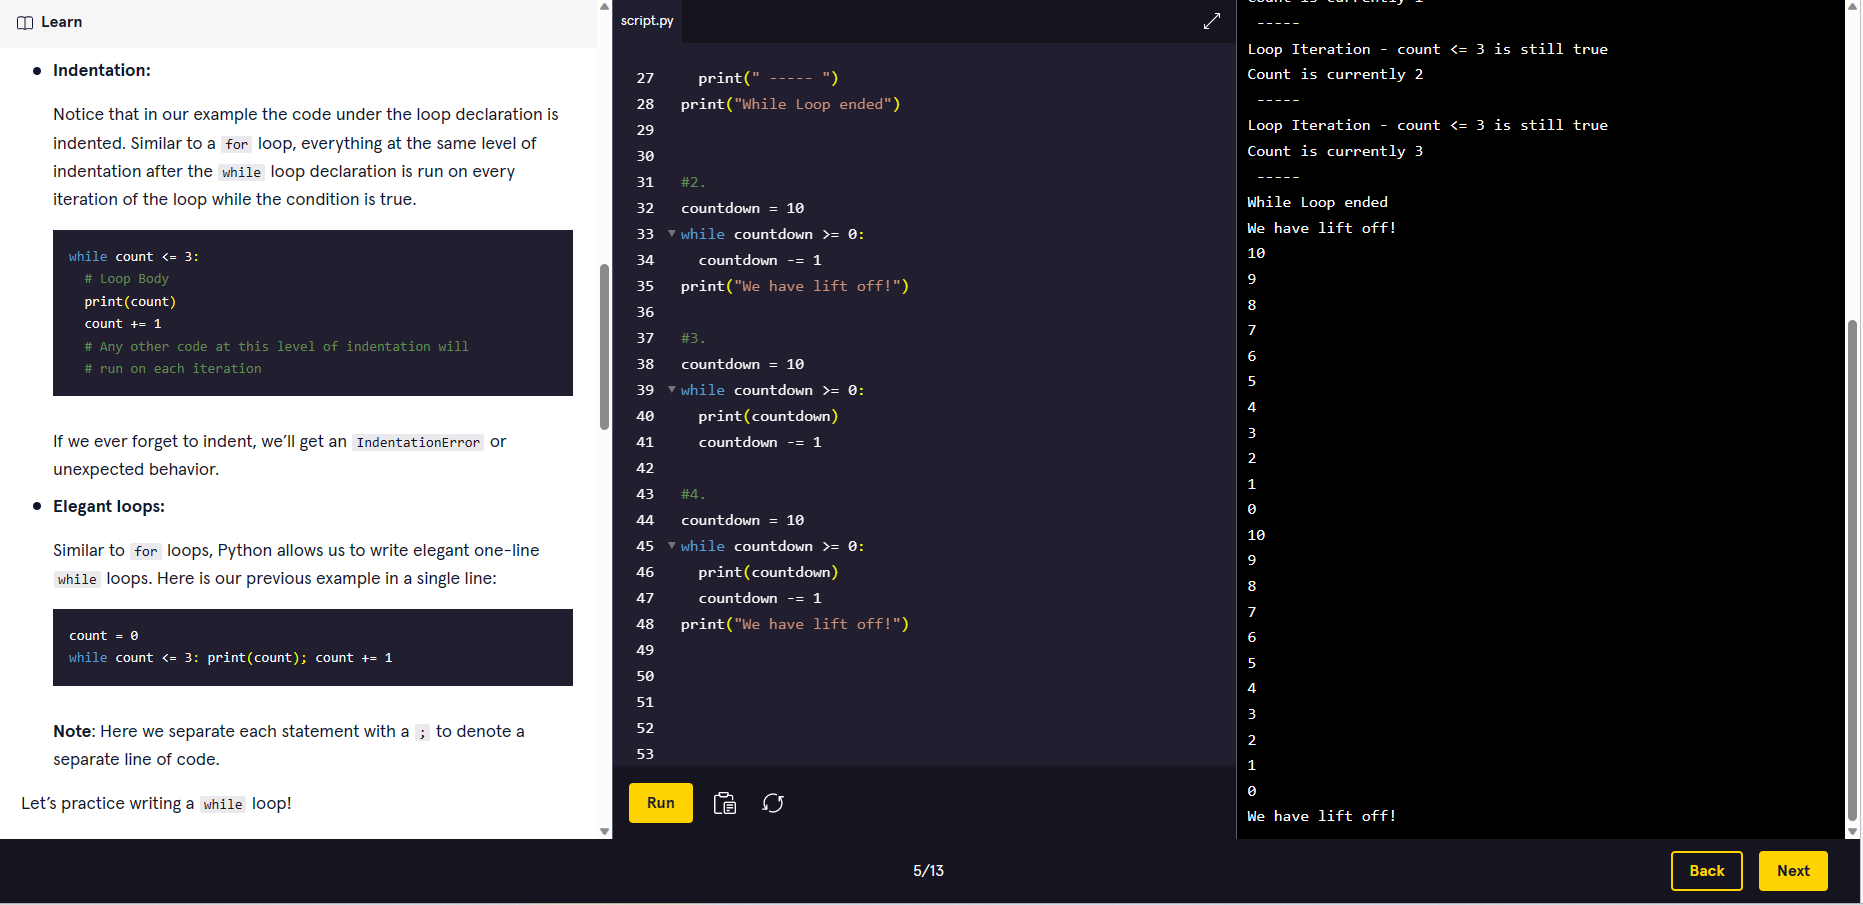 Learn
Indentation:
Notice that in our example the code under the loop declaration is
indented. Similar to a for loop, everything at the same level of
indentation after the while loop declaration is run on every
iteration of the loop while the condition is true.
while count <= 3:
# Loop Body
print(count)
count += 1
# Any other code at this level of indentation will
# run on each iteration
If we ever forget to indent, we’ll get an IndentationError or
unexpected behavior.
Elegant loops:
Similar to for loops, Python allows us to write elegant one-line
while loops. Here is our previous example in a single line:
count = 0
while count <= 3: print(count); count += 1
Note: Here we separate each statement with a ; to denote a
separate line of code.
Let’s practice writing a while loop!
script.py
27 print(" ----- ")
28 print("While Loop ended")
29
30
31 #2.
32 countdown = 10
33 while countdown >= 0:
34 countdown -= 1
35 print("We have lift off!")
36
37 #3.
38 countdown = 10
39 while countdown >= 0:
40 print(countdown)
41 countdown -= 1
42
43 #4.
44 countdown = 10
45 while countdown >= 0:
46 print(countdown)
47 countdown -= 1
48 print("We have lift off!")
49
50
51
52
53
Run
Count is currently 1
-----
Loop Iteration - count <= 3 is still true
Count is currently 2
-----
Loop Iteration - count <= 3 is still true
Count is currently 3
-----
While Loop ended
We have lift off!
10
9
8
7
6
5
4
3
2
1
0
10
9
8
7
6
5
4
3
2
1
0
We have lift off!
5/13
Back
Next